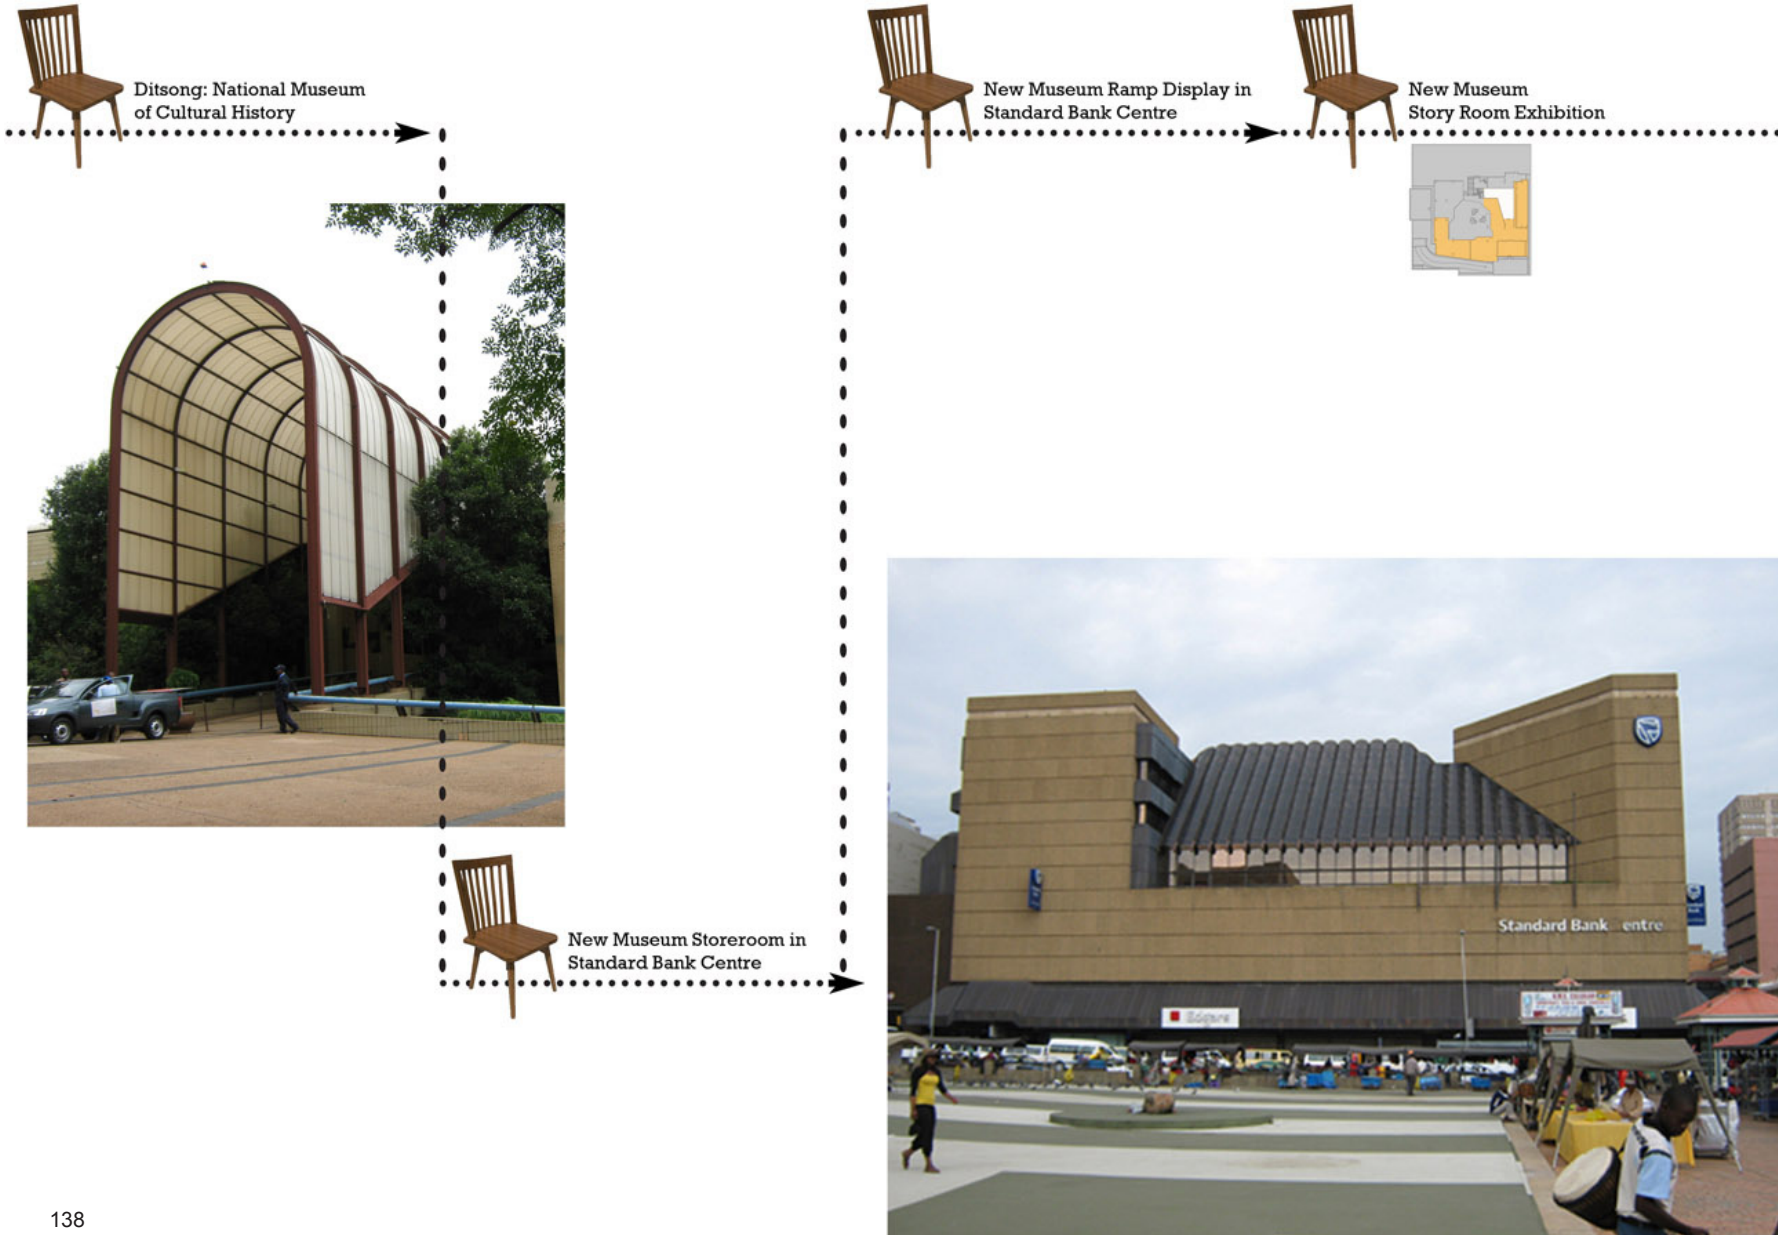 Ditsong: National Museum
of Cultural History
New Museum Ramp Display in
Standard Bank Centre
New Museum
Story Room Exhibition
New Museum Storeroom in
Standard Bank Centre
Standard Bank entre
Edgars
138